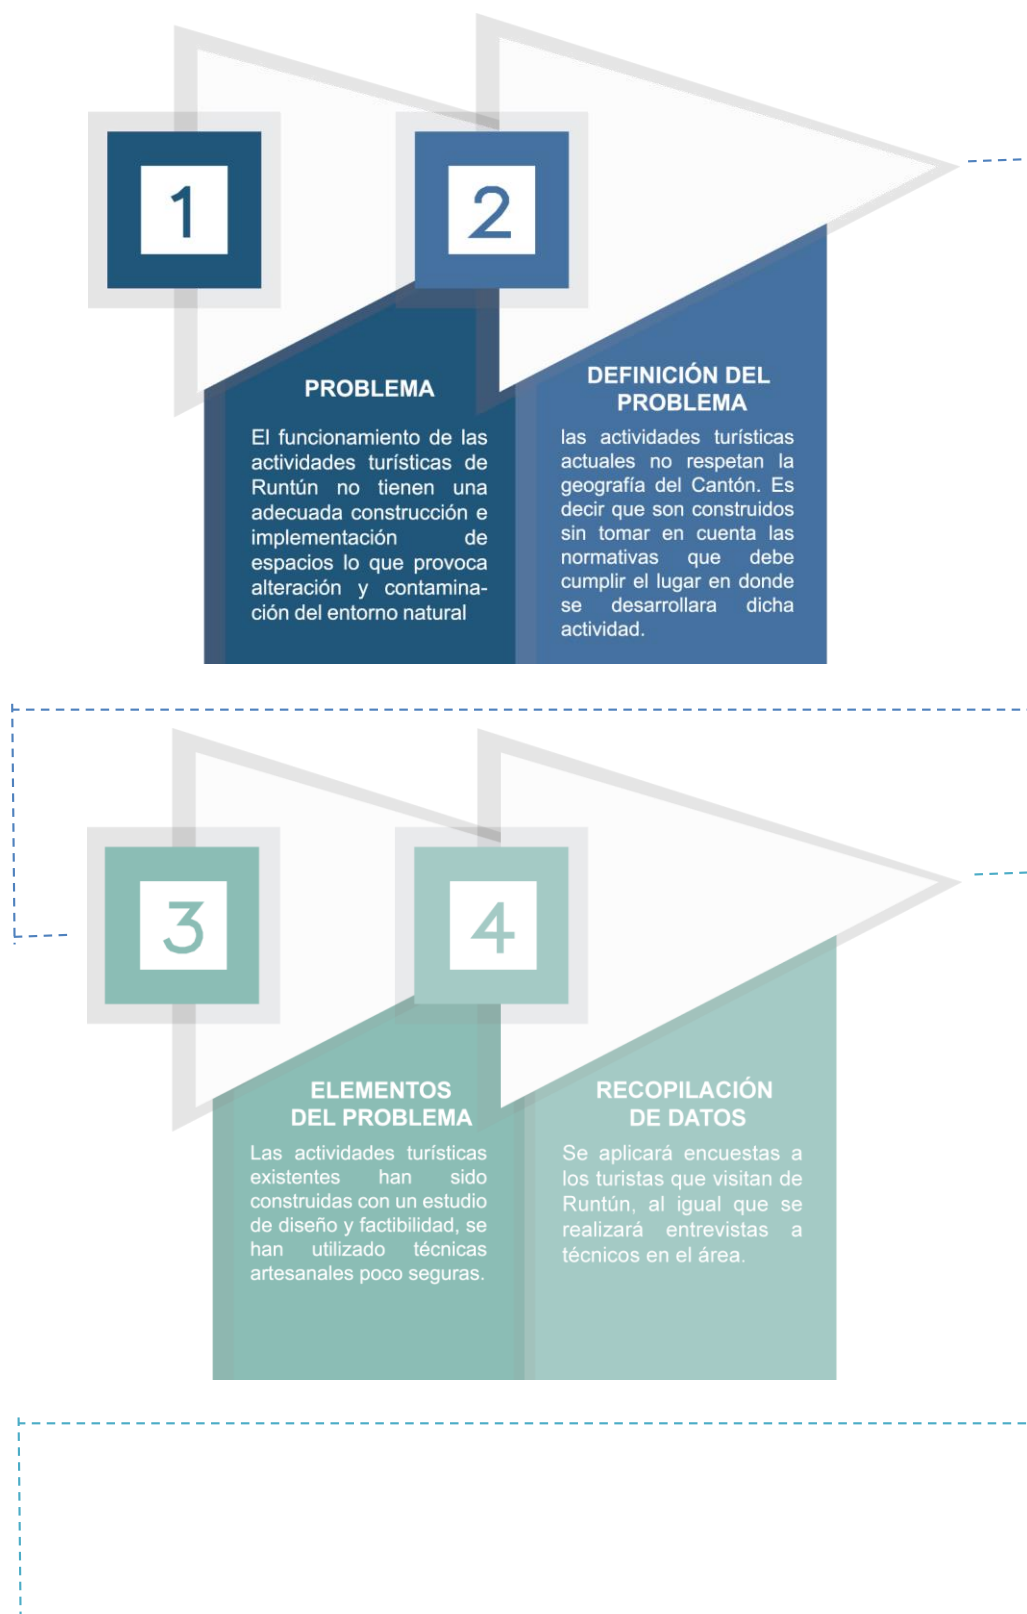 1
PROBLEMA
El funcionamiento de las
actividades turísticas de
Runtún no tienen una
adecuada construcción e
implementación de
espacios lo que provoca
alteración y contamina-
ción del entorno natural
2
DEFINICIÓN DEL
PROBLEMA
las actividades turísticas
actuales no respetan la
geografía del Cantón. Es
decir que son construidos
sin tomar en cuenta las
normativas que debe
cumplir el lugar en donde
se desarrollara dicha
actividad.
3
ELEMENTOS
DEL PROBLEMA
Las actividades turísticas
existentes han sido
construidas con un estudio
de diseño y factibilidad, se
han utilizado técnicas
artesanales poco seguras.
4
RECOPILACIÓN
DE DATOS
Se aplicará encuestas a
los turistas que visitan de
Runtún, al igual que se
realizará entrevistas a
técnicos en el área.